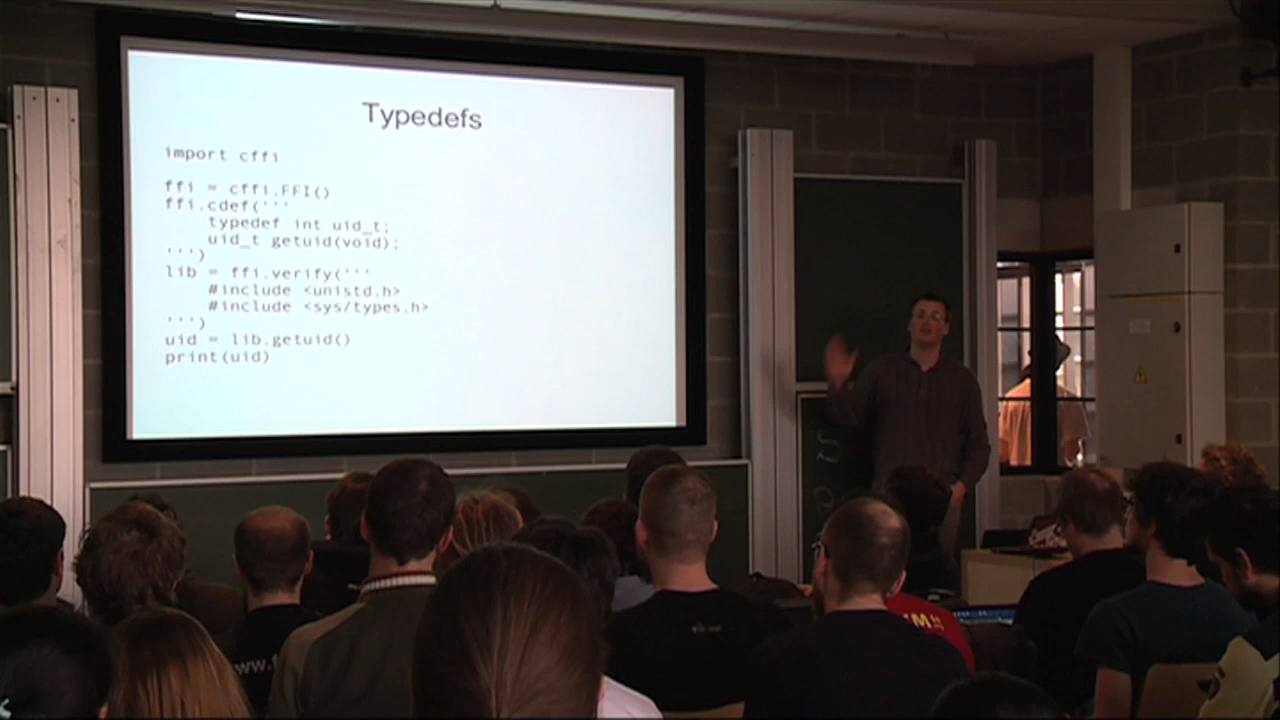 Typedefs
import cffi
ffi = cffi.FFI()
ffi.cdef('''
typedef int uid_t;
uid_t getuid(void);
''')
lib = ffi.verify('''
#include <unistd.h>
#include <sys/types.h>
''')
uid = lib.getuid()
print(uid)